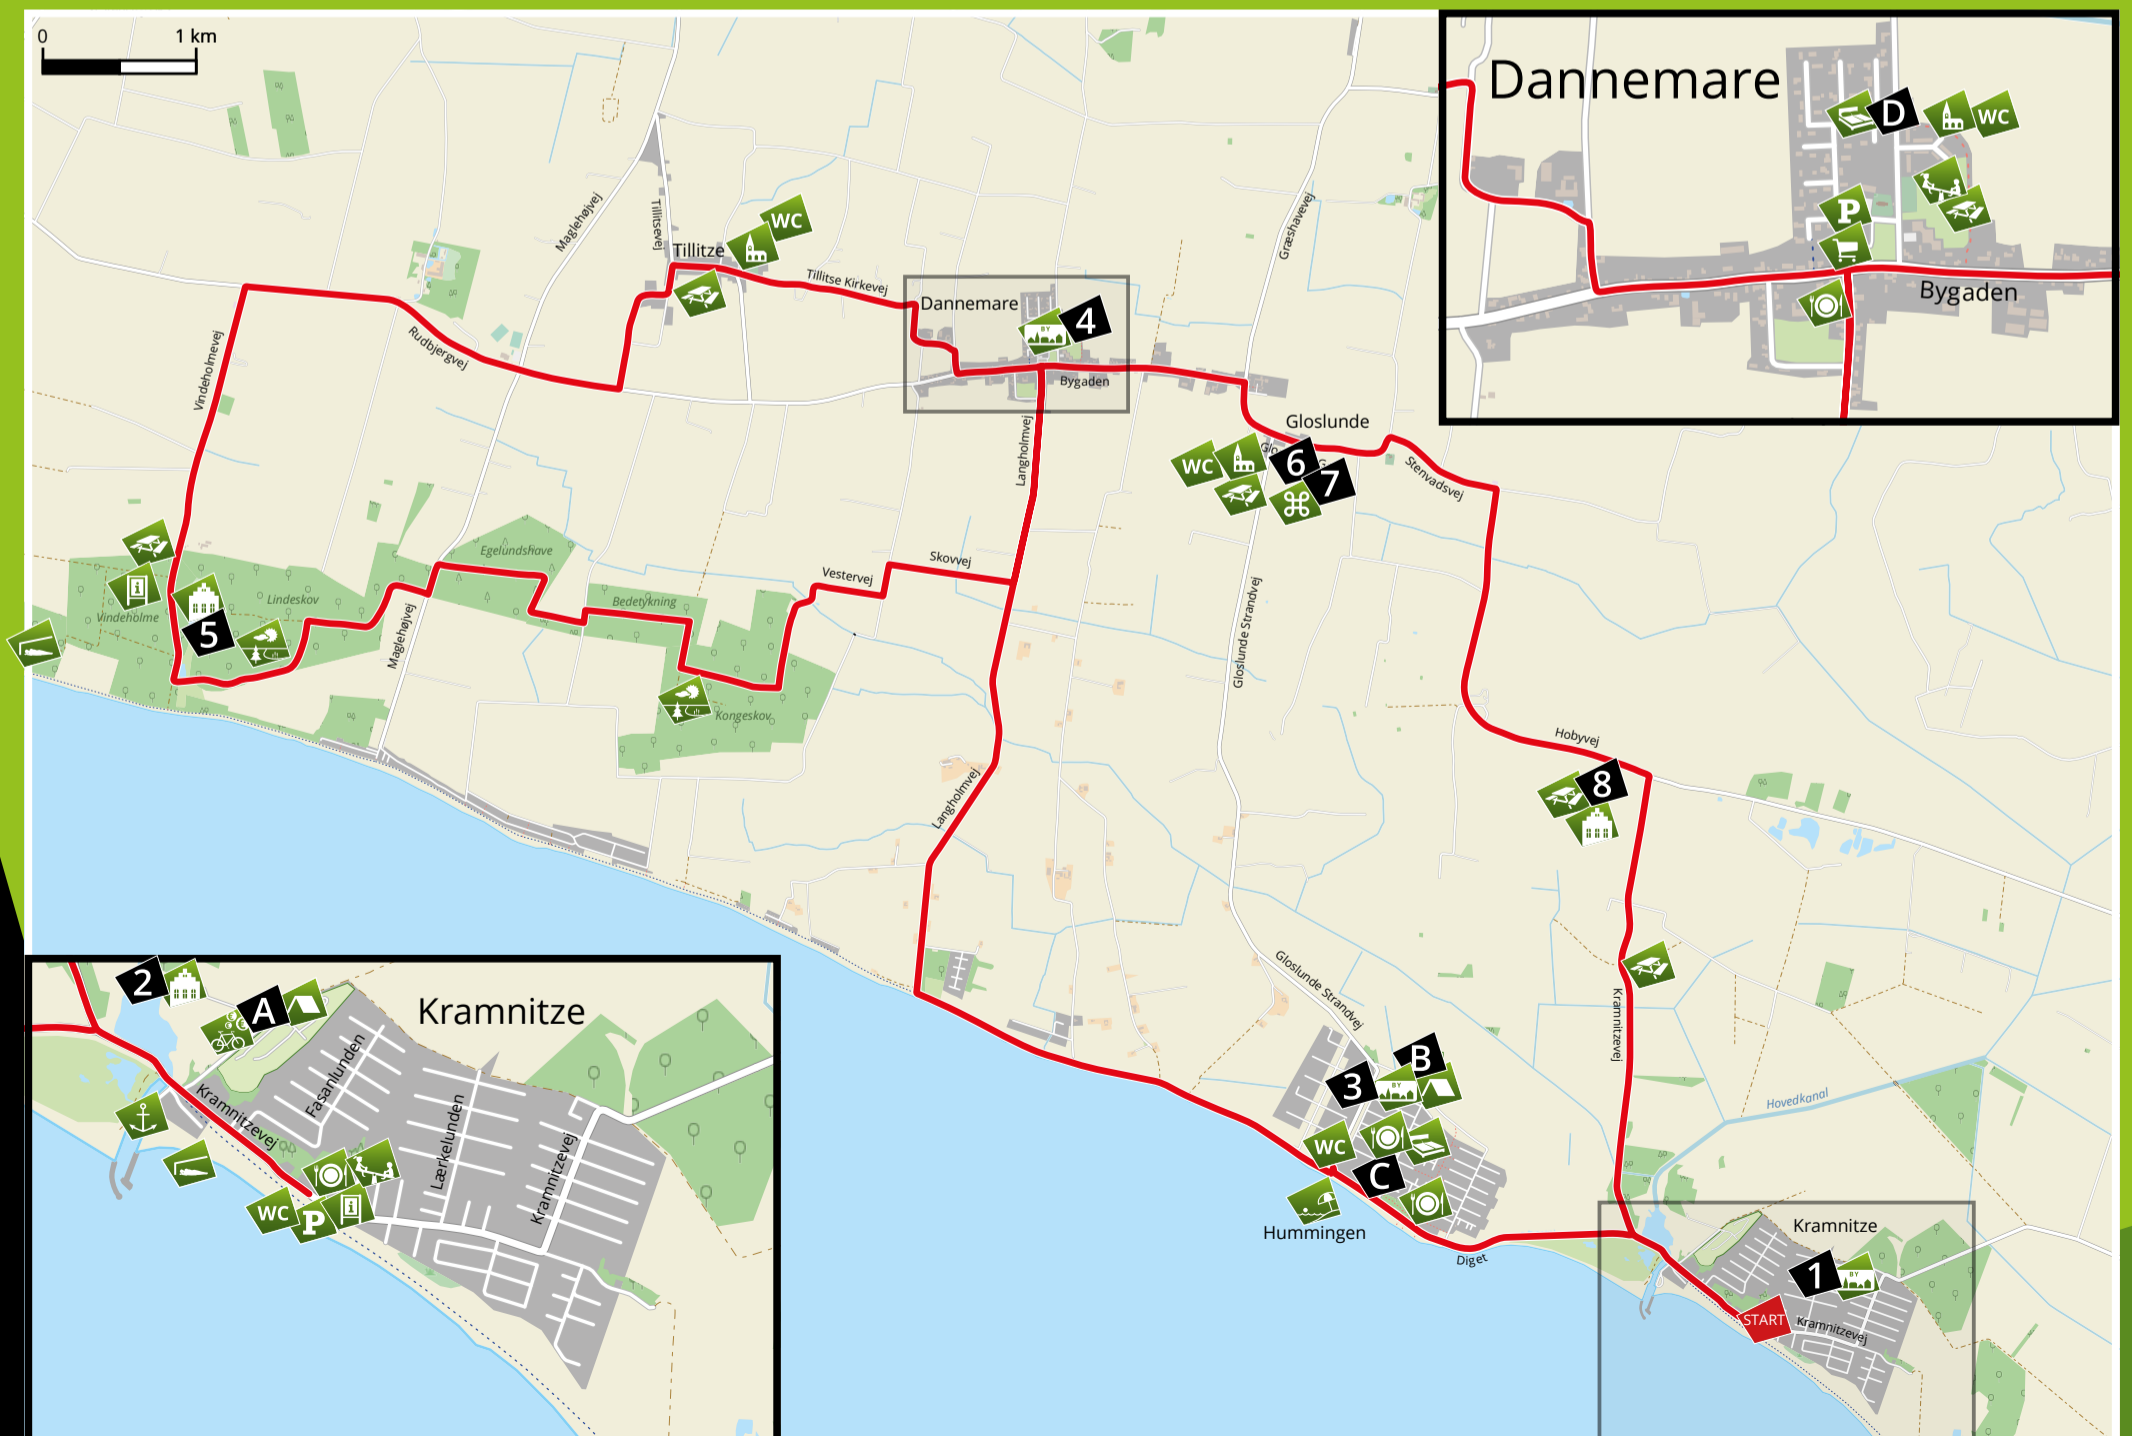 0 1 km
Dannemare
D
WC
P
Bygaden
Maglehøjvej
Tillitsevej
Tillitze
WC
Græshavevej
Tillitse Kirkevej
Dannemare
BY
4
Bygaden
Vindeholmevej
Rudbjergvej
Langholmvej
Gloslunde
WC
6
7
Stenvadsvej
Egelundshave
Skovvej
Vestervej
Bedetykning
Lindeskov
Vindeholme
i
5
Maglehøjvej
Gloslunde Strandvej
Kongeskov
Hobyvej
8
Langholmvej
Gloslunde Strandvej
Kramnitzevej
B
3
BY
WC
C
Hummingen
Diget
Hovedkanal
Kramnitze
1
BY
START
Kramnitzevej
2
A
Kramnitze
Fasanlunden
Kramnitzevej
Lærkelunden
Kramnitzevej
WC
P
i